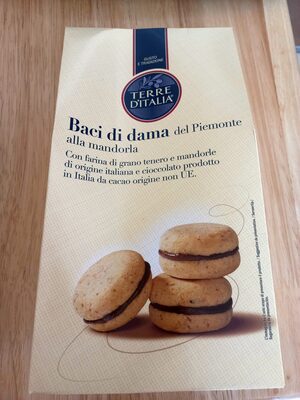 GUSTO
E TRADIZIONE
TERRE
D'ITALIA
Baci di dama del Piemonte
alla mandorla
Con farina di grano tenero e mandorle
di origine italiana e cioccolato prodotto
in Italia da cacao origine non UE.